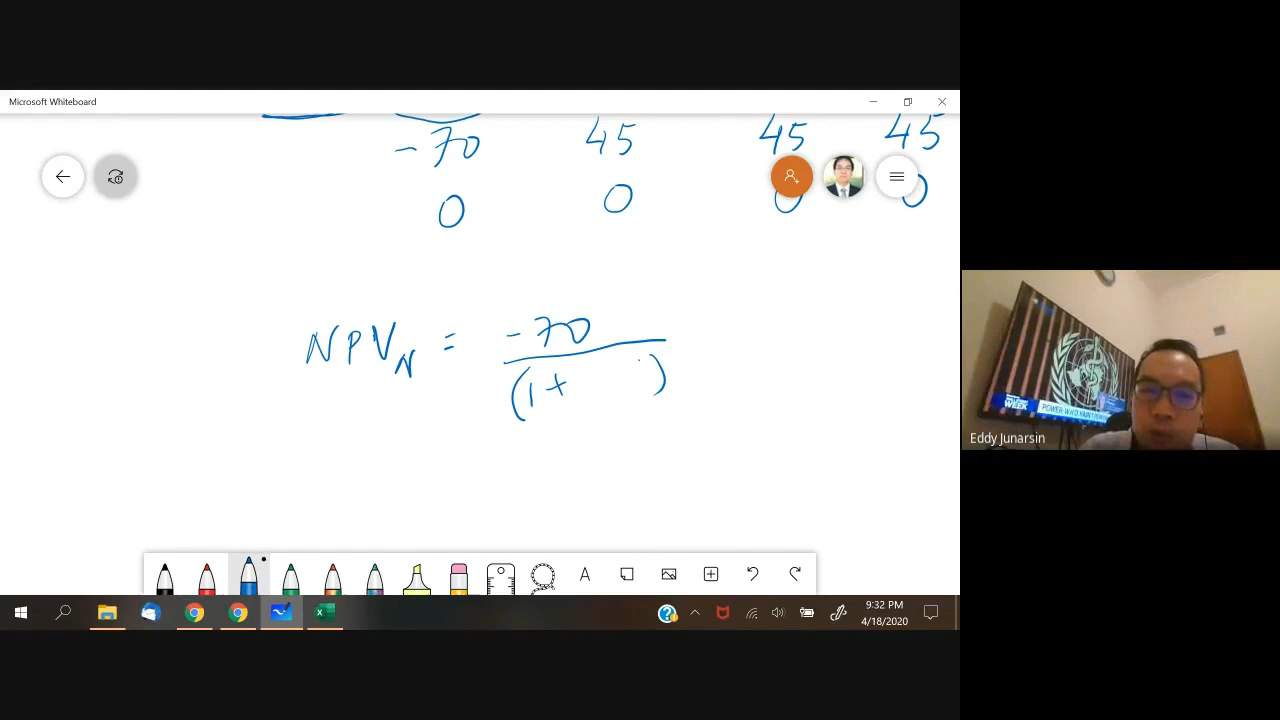 Microsoft Whiteboard
-70 45 45 45
0 0 0 0
NPV_N = -70
(1+ )
Eddy Junarsin
WEEK
A
9:32 PM
4/18/2020